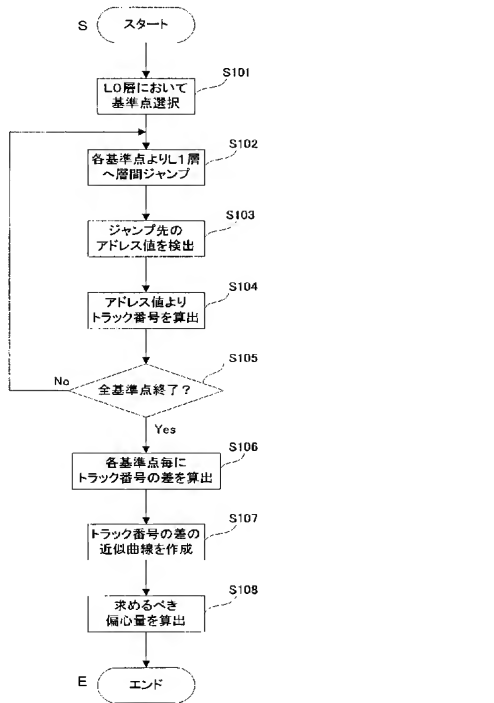 S
スタート
S101
L0層において
基準点選択
S102
各基準点よりL1層
へ層間ジャンプ
S103
ジャンプ先の
アドレス値を検出
S104
アドレス値より
トラック番号を算出
S105
No
全基準点終了？
Yes
S106
各基準点毎に
トラック番号の差を算出
S107
トラック番号の差の
近似曲線を作成
S108
求めるべき
偏心量を算出
E
エンド